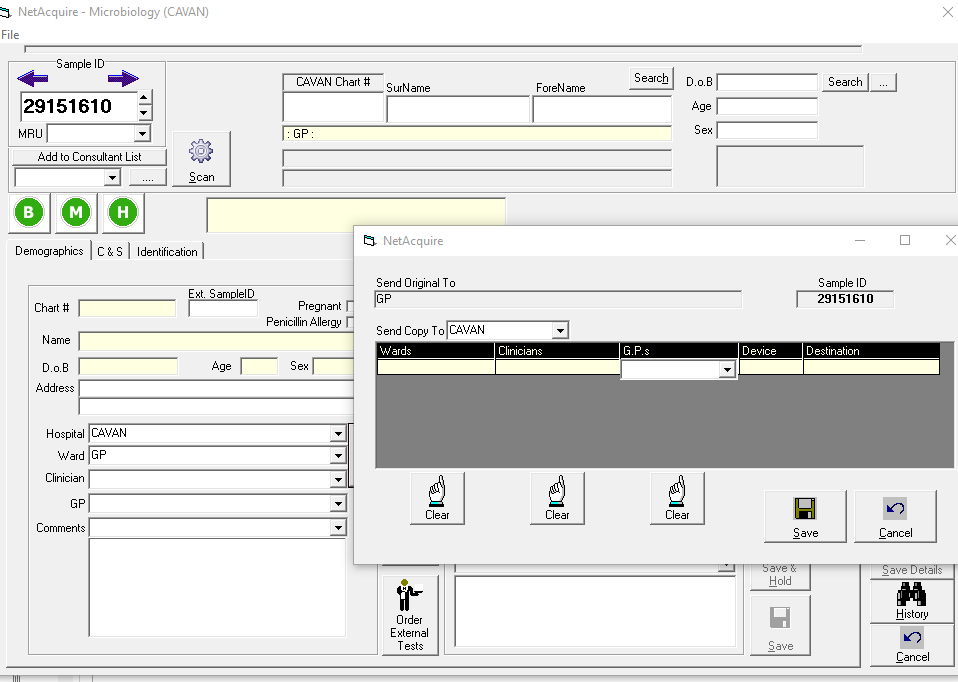 NetAcquire - Microbiology (CAVAN)
File
Sample ID
29151610
MRU
Add to Consultant List
....
Scan
CAVAN Chart #
SurName
ForeName
Search
: GP :
D.o.B
Search
...
Age
Sex
B
M
H
Demographics
C & S
Identification
Chart #
Ext. SampleID
Pregnant
Penicillin Allergy
Name
D.o.B
Age
Sex
Address
Hospital
CAVAN
Ward
GP
Clinician
GP
Comments
Order
External
Tests
NetAcquire
Send Original To
GP
Sample ID
29151610
Send Copy To
CAVAN
Wards
Clinicians
G.P.s
Device
Destination
Clear
Clear
Clear
Save
Cancel
Save &
Hold
Save
Save Details
History
Cancel